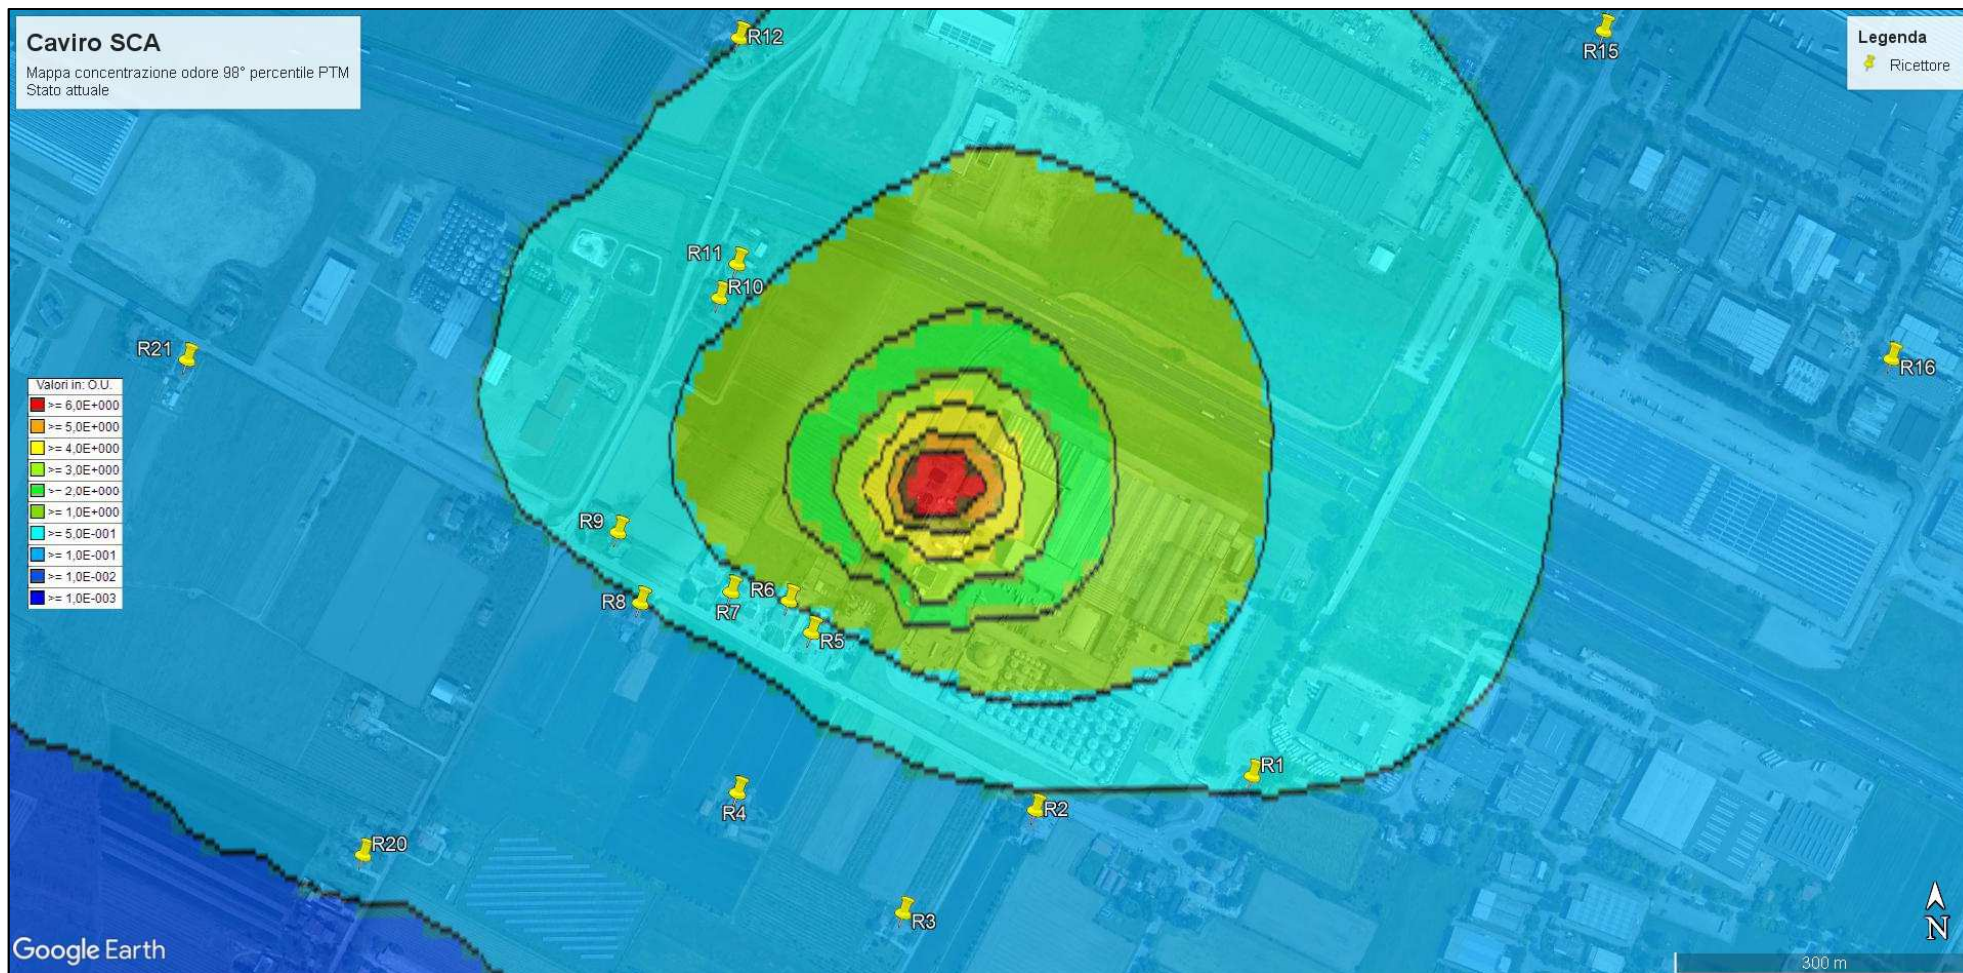 Caviro SCA
Mappa concentrazione odore 98° percentile PTM
Stato attuale
Legenda
Ricettore
R12
R15
R11
R10
R21
R16
Valori in: O.U.
>= 6,0E+000
>= 5,0E+000
>= 4,0E+000
>= 3,0E+000
>= 2,0E+000
>= 1,0E+000
>= 5,0E-001
>= 1,0E-001
>= 1,0E-002
>= 1,0E-003
R9
R8
R7
R6
R5
R1
R4
R2
R20
R3
N
Google Earth
300 m